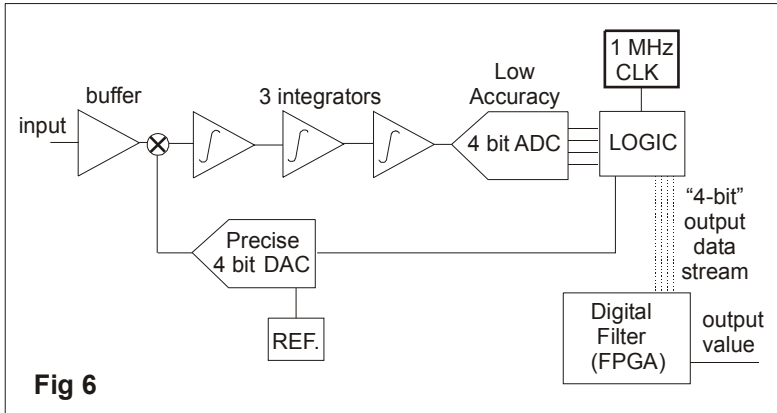 1 MHz
CLK
Low
Accuracy
buffer
3 integrators
input
4 bit ADC
LOGIC
“4-bit”
output
data
stream
Precise
4 bit DAC
REF.
Digital
Filter
(FPGA)
output
value
Fig 6